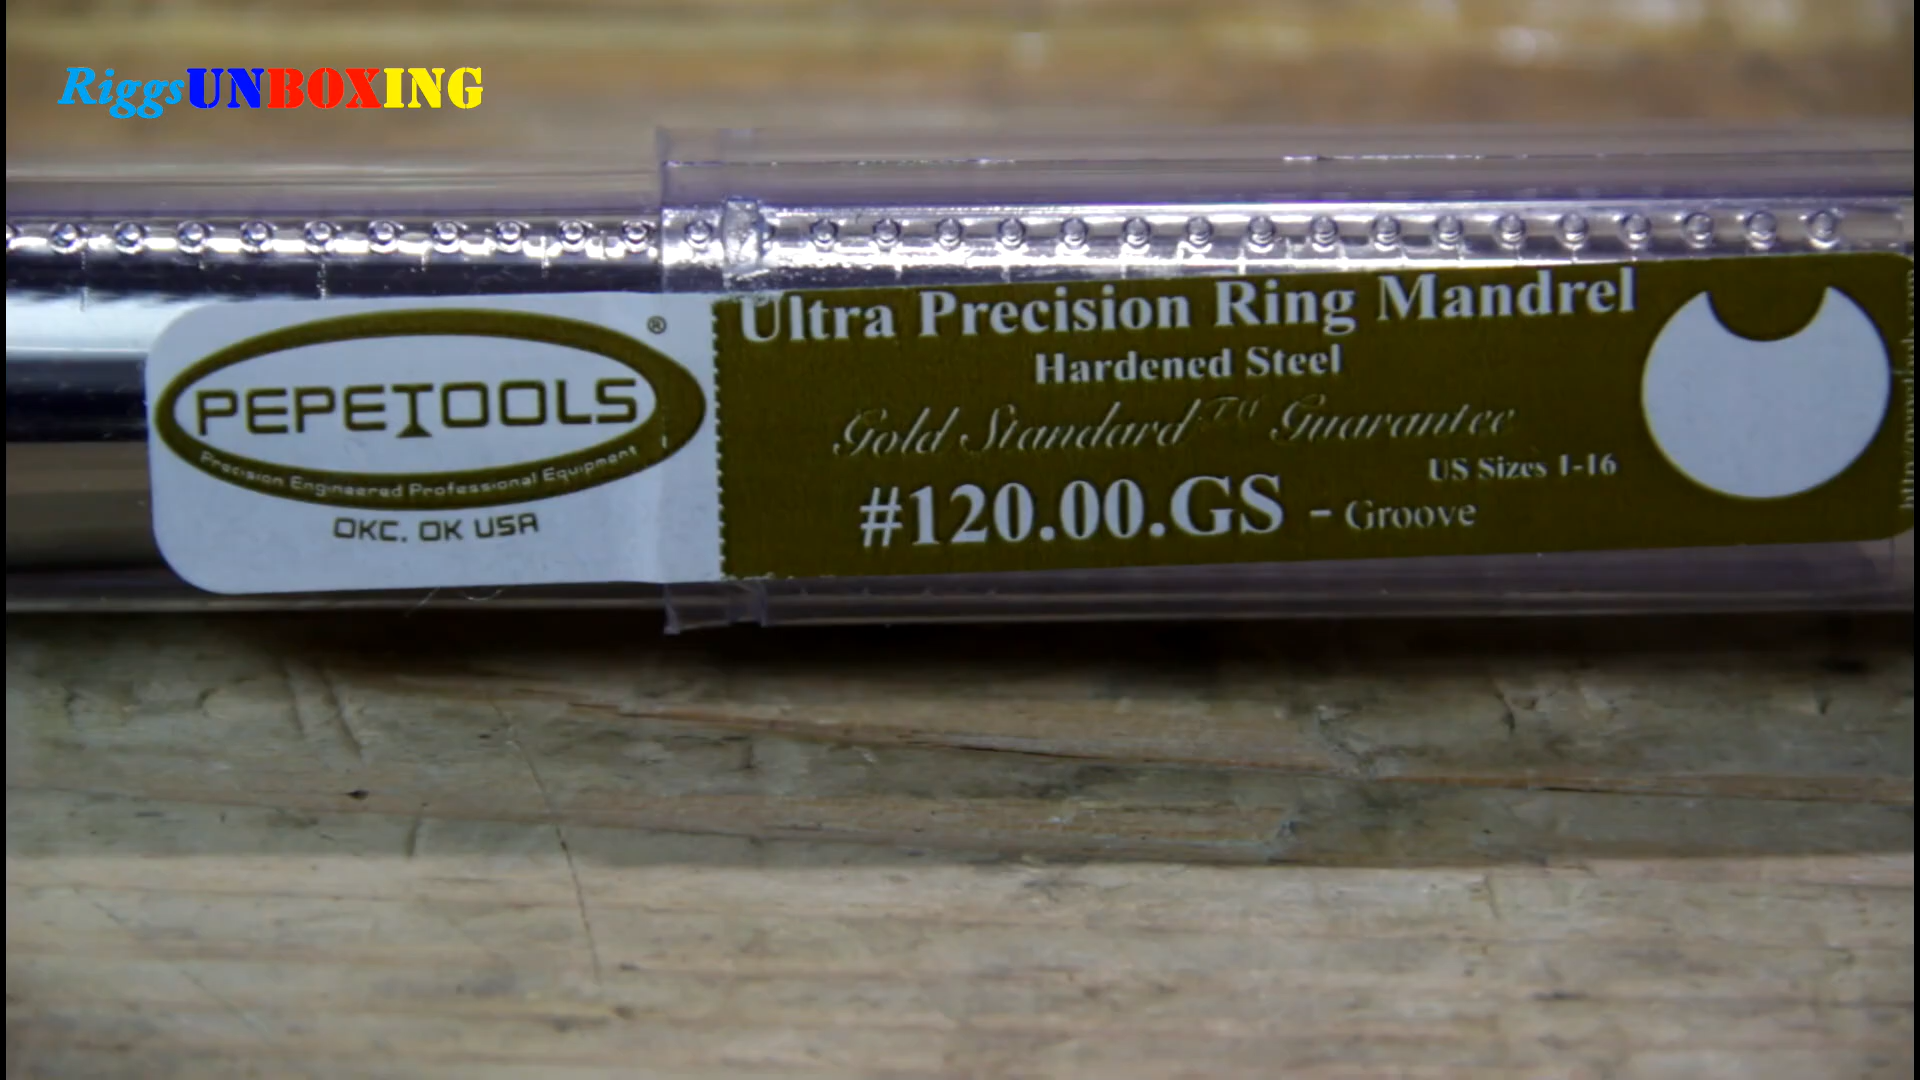 RiggsUNBOXING
PEPETOOLS ®
Precision Engineered Professional Equipment
OKC, OK USA
Ultra Precision Ring Mandrel
Hardened Steel
Gold Standard™ Guarantee
US Sizes 1-16
#120.00.GS - Groove